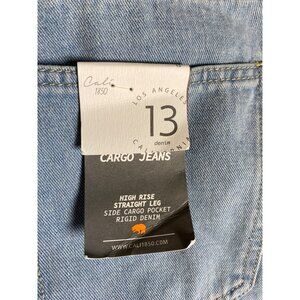 Cali
1850
LOS ANGELES
13
denim
CALIFORNIA
CARGO JEANS
HIGH RISE
STRAIGHT LEG
SIDE CARGO POCKET
RIGID DENIM
WWW.CALI1850.COM